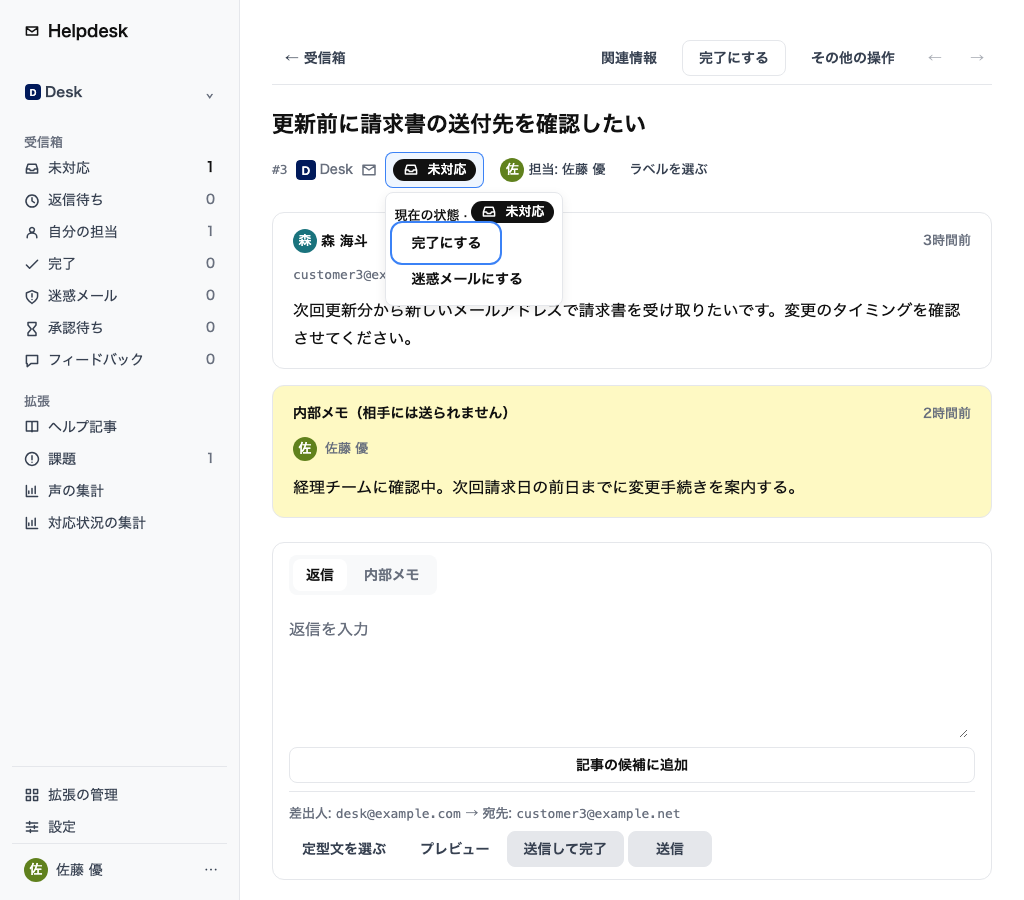 Helpdesk
D Desk
受信箱
未対応 1
返信待ち 0
自分の担当 1
完了 0
迷惑メール 0
承認待ち 0
フィードバック 0
拡張
ヘルプ記事
課題 1
声の集計
対応状況の集計
拡張の管理
設定
佐 佐藤 優 ···
← 受信箱 関連情報 完了にする その他の操作 ← →
更新前に請求書の送付先を確認したい
#3 D Desk 未対応 佐 担当: 佐藤 優 ラベルを選ぶ
現在の状態 · 未対応
完了にする
迷惑メールにする
森 森 海斗 3時間前
customer3@ex
次回更新分から新しいメールアドレスで請求書を受け取りたいです。変更のタイミングを確認
させてください。
内部メモ（相手には送られません） 2時間前
佐 佐藤 優
経理チームに確認中。次回請求日の前日までに変更手続きを案内する。
返信 内部メモ
返信を入力
記事の候補に追加
差出人: desk@example.com → 宛先: customer3@example.net
定型文を選ぶ プレビュー 送信して完了 送信